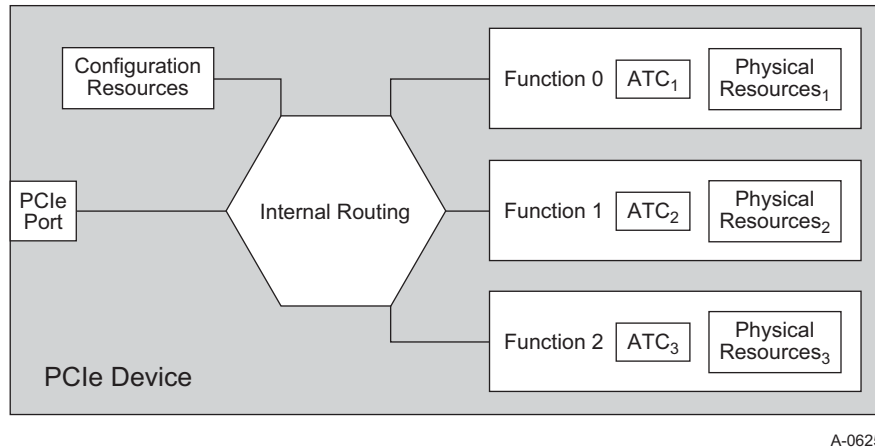 Configuration
Resources
PCIe
Port
Internal Routing
Function 0 ATC₁ Physical
Resources₁
Function 1 ATC₂ Physical
Resources₂
Function 2 ATC₃ Physical
Resources₃
PCIe Device